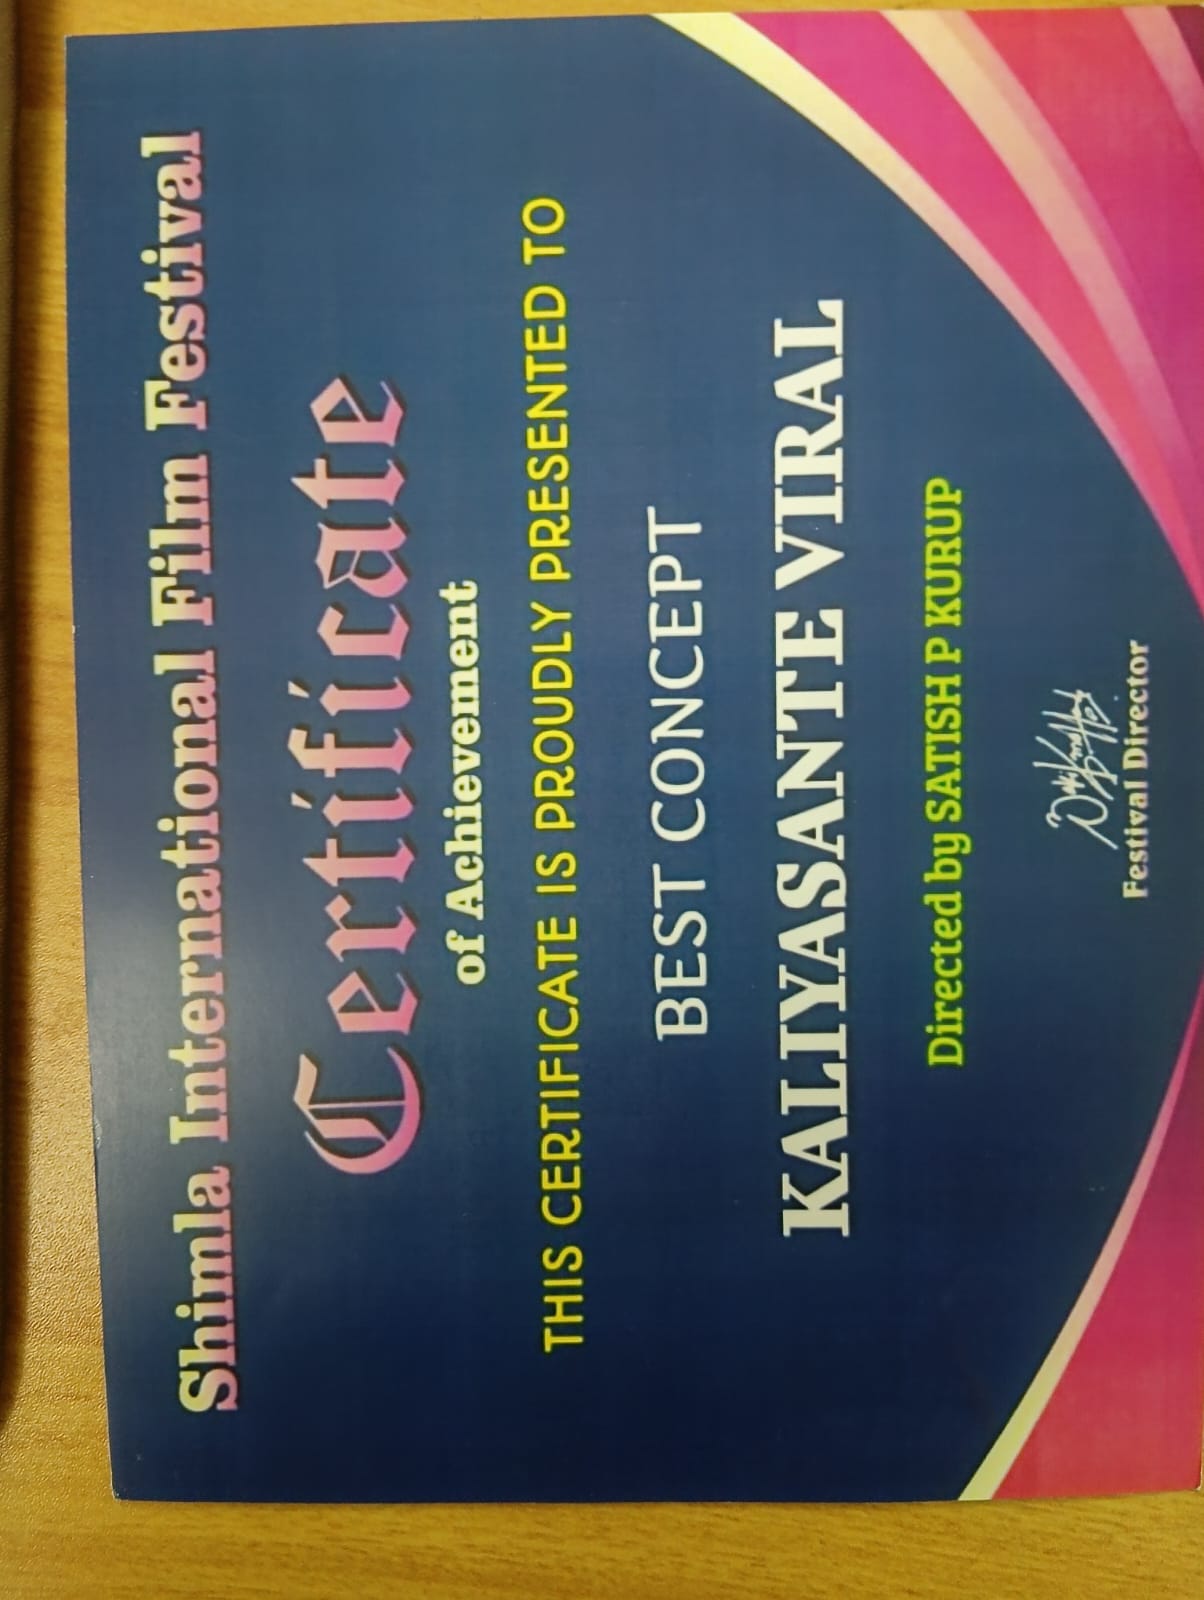 Shimla International Film Festival
Certificate
of Achievement
THIS CERTIFICATE IS PROUDLY PRESENTED TO
BEST CONCEPT
KALIYASANTE VIRAL
Directed by SATISH P KURUP
Festival Director